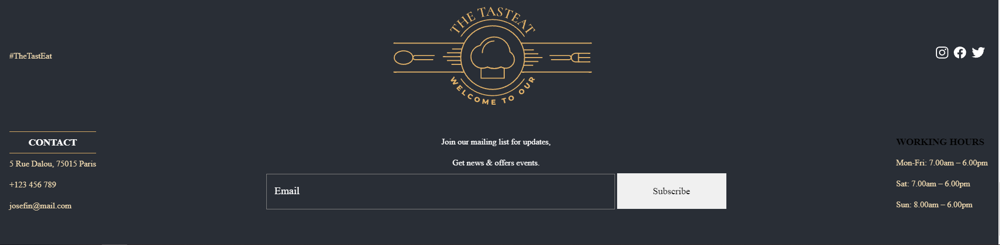 THE TASTEAT
#TheTastEat
WELCOME TO OUR
CONTACT
5 Rue Dalou, 75015 Paris
+123 456 789
josefin@mail.com
Join our mailing list for updates,
Get news & offers events.
Email
Subscribe
WORKING HOURS
Mon-Fri: 7.00am – 6.00pm
Sat: 7.00am – 6.00pm
Sun: 8.00am – 6.00pm